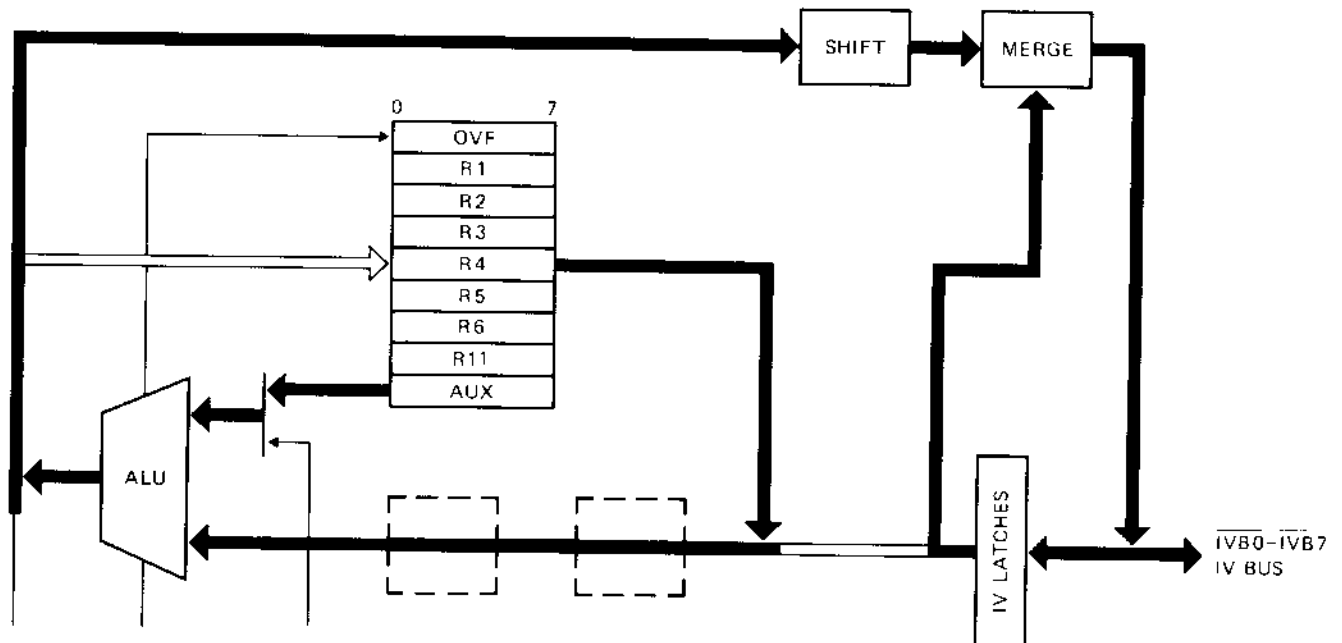 SHIFT
MERGE
0 7
OVF
R1
R2
R3
R4
R5
R6
R11
AUX
ALU
IV LATCHES
IVB0-IVB7
IV BUS